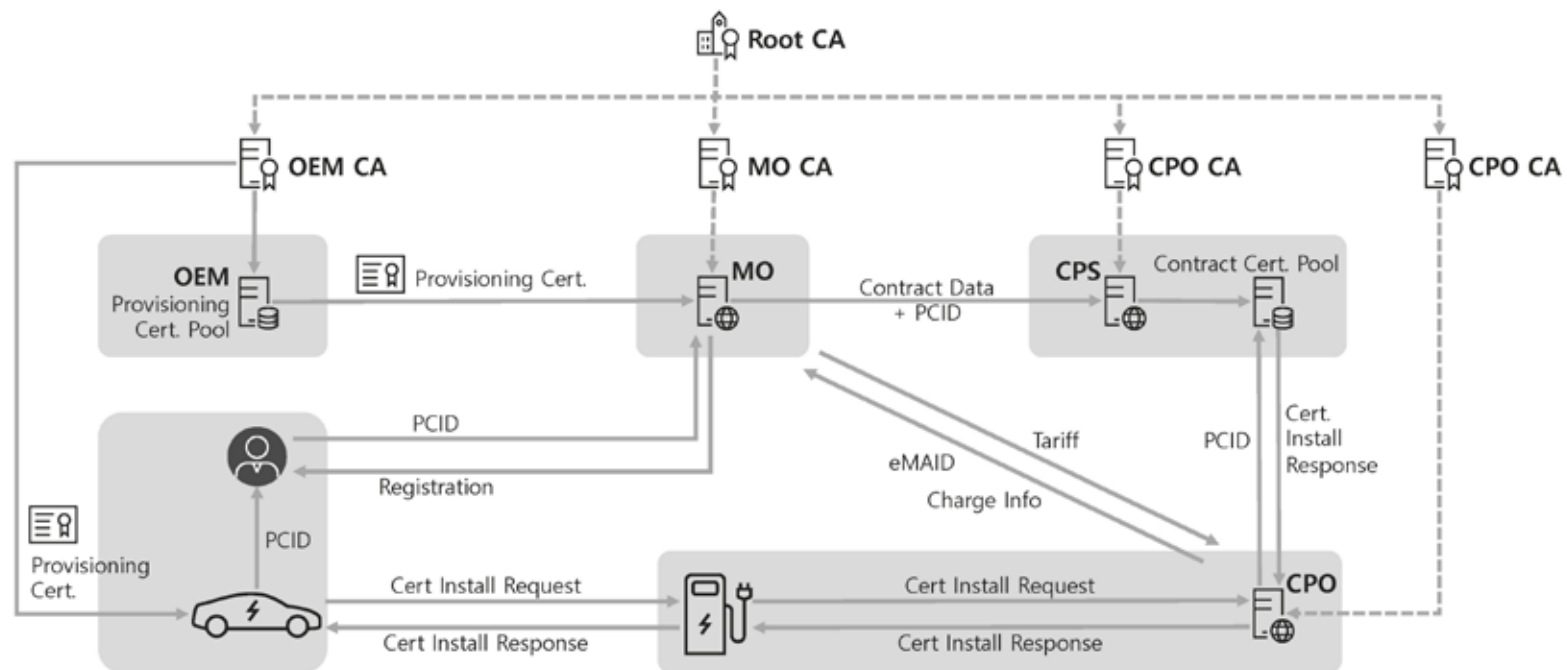 Root CA
OEM CA
MO CA
CPO CA
CPO CA
OEM
Provisioning
Cert. Pool
Provisioning Cert.
MO
Contract Data
+ PCID
CPS
Contract Cert. Pool
PCID
Registration
Tariff
eMAID
Charge Info
PCID
Cert.
Install
Response
PCID
Provisioning
Cert.
Cert Install Request
Cert Install Response
Cert Install Request
Cert Install Response
CPO